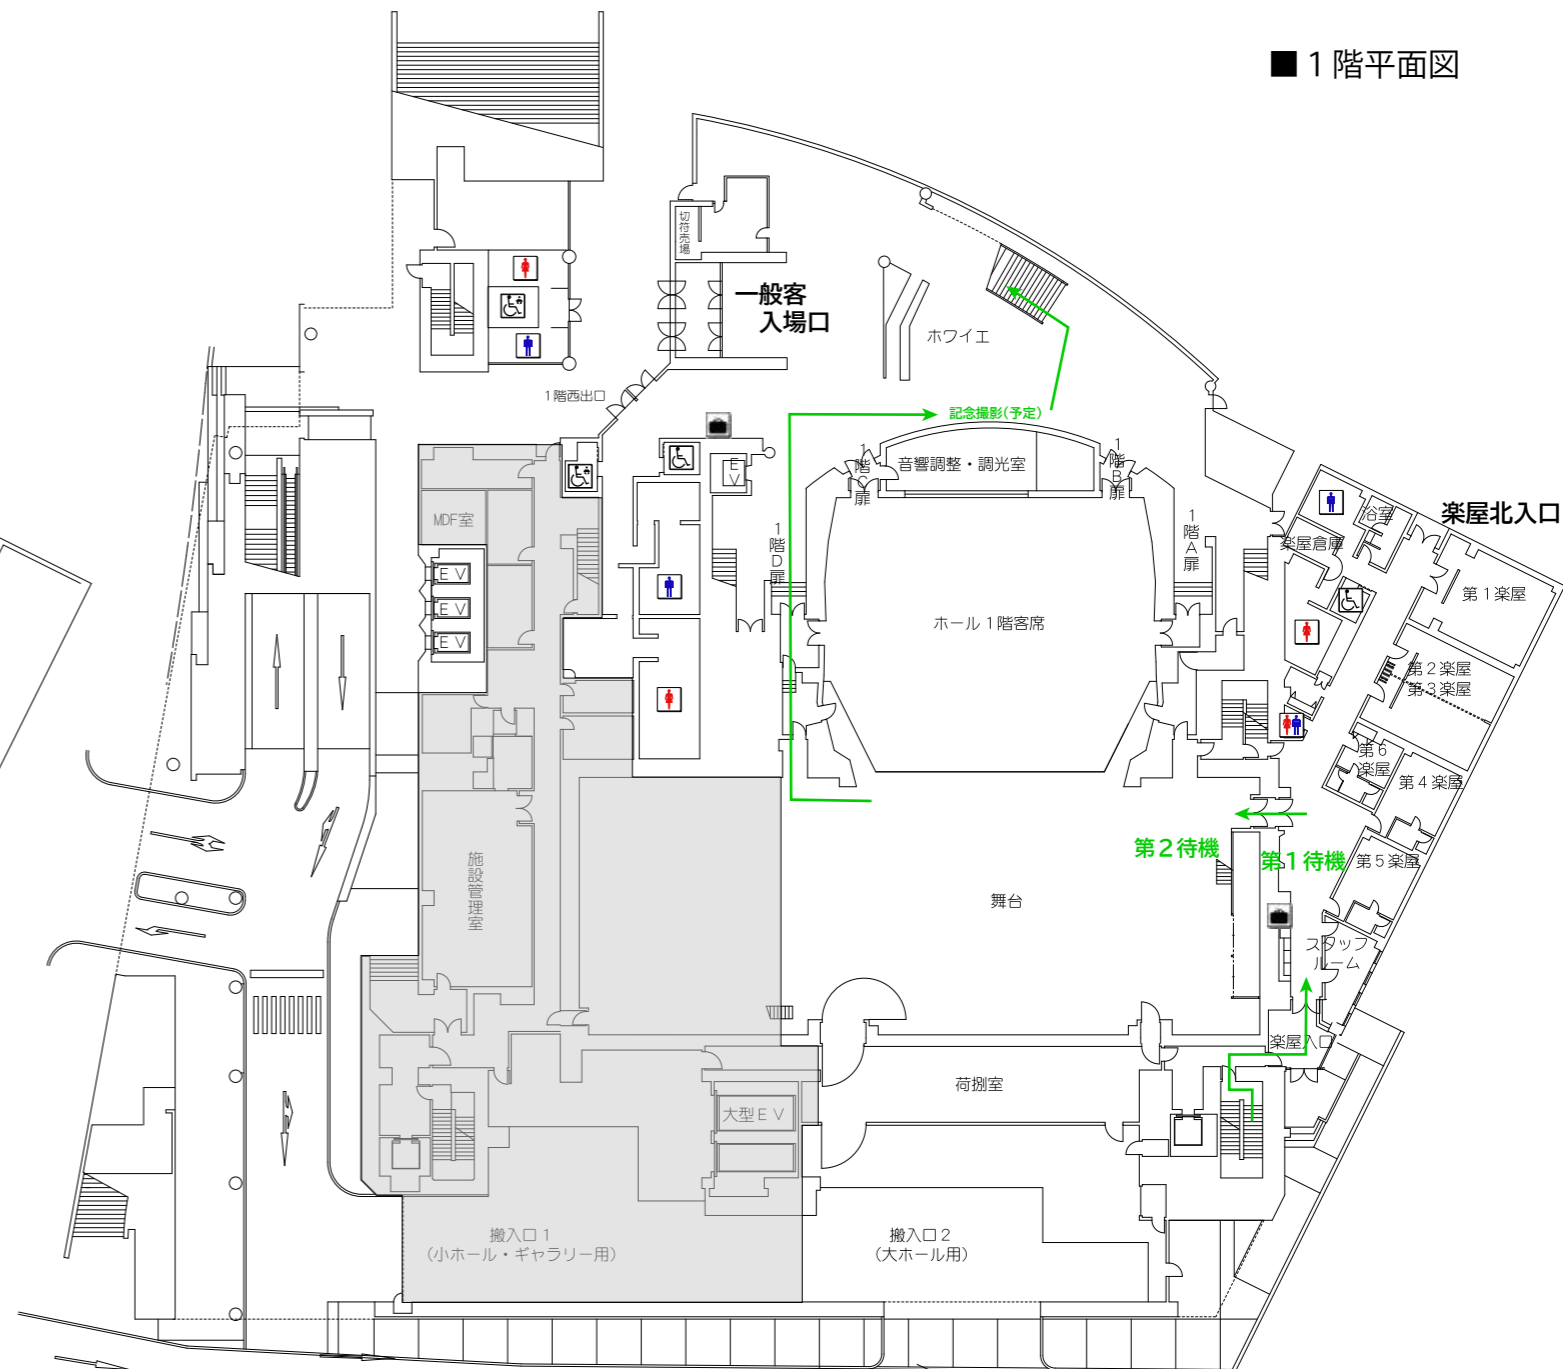 ■１階平面図
切符売場
一般客
入場口
ホワイエ
1階西出口
記念撮影(予定)
1階C扉
音響調整・調光室
1階B扉
EV
MDF室
1階D扉
1階A扉
浴室
楽屋北入口
楽屋倉庫
EV
EV
EV
ホール１階客席
第１楽屋
第２楽屋
第３楽屋
第６
楽屋
第４楽屋
第２待機
第１待機
第５楽屋
施設管理室
舞台
スタッフ
ルーム
楽屋入口
荷捌室
大型ＥＶ
搬入口１
（小ホール・ギャラリー用）
搬入口２
（大ホール用）